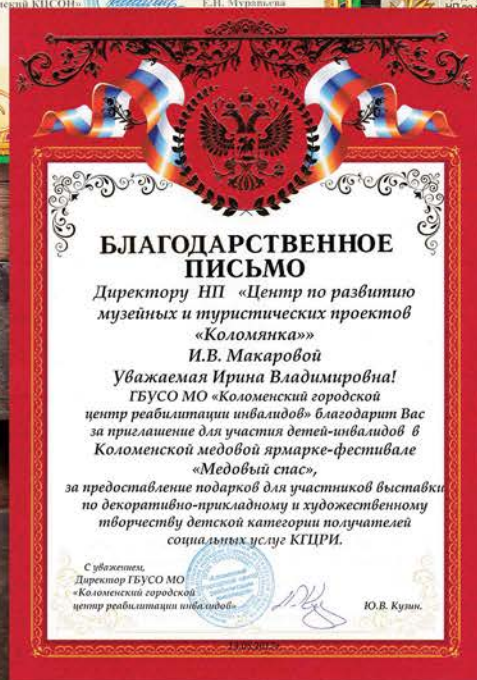 ский КЦСОН»
Е.Н. Муравьева
БЛАГОДАРСТВЕННОЕ
ПИСЬМО
Директору НП «Центр по развитию
музейных и туристических проектов
«Коломянка»»
И.В. Макаровой
Уважаемая Ирина Владимировна!
ГБУСО МО «Коломенский городской
центр реабилитации инвалидов» благодарит Вас
за приглашение для участия детей-инвалидов в
Коломенской медовой ярмарке-фестивале
«Медовый спас»,
за предоставление подарков для участников выставки
по декоративно-прикладному и художественному
творчеству детской категории получателей
социальных услуг КГЦРИ.
С уважением,
Директор ГБУСО МО
«Коломенский городской
центр реабилитации инвалидов»
Ю.В. Кузин.